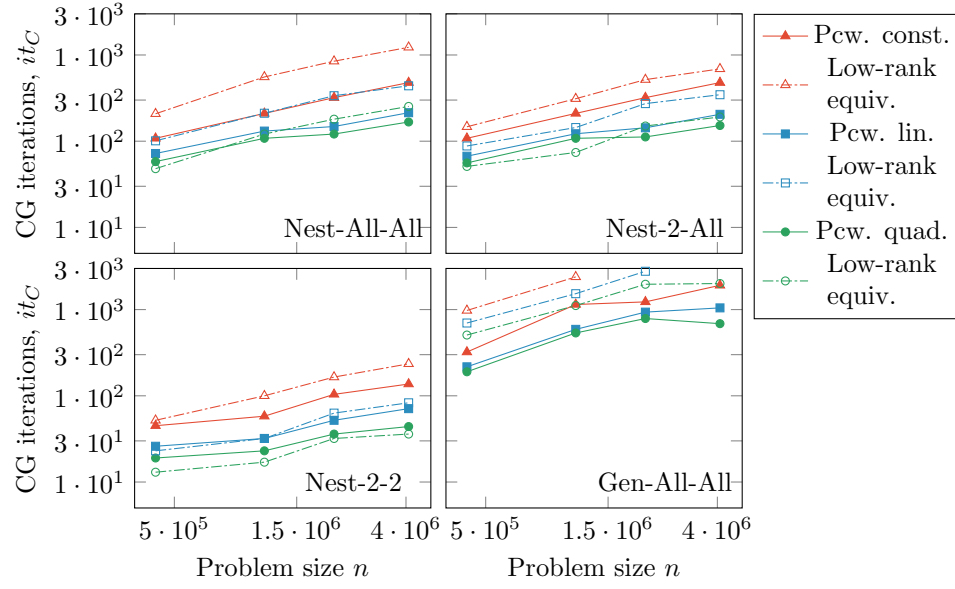 3 · 10^3
1 · 10^3
3 · 10^2
1 · 10^2
3 · 10^1
1 · 10^1
CG iterations, it_C
Nest-All-All
Nest-2-All
Pcw. const.
Low-rank
equiv.
Pcw. lin.
Low-rank
equiv.
Pcw. quad.
Low-rank
equiv.
3 · 10^3
1 · 10^3
3 · 10^2
1 · 10^2
3 · 10^1
1 · 10^1
CG iterations, it_C
Nest-2-2
Gen-All-All
5 · 10^5 1.5 · 10^6 4 · 10^6
5 · 10^5 1.5 · 10^6 4 · 10^6
Problem size n
Problem size n